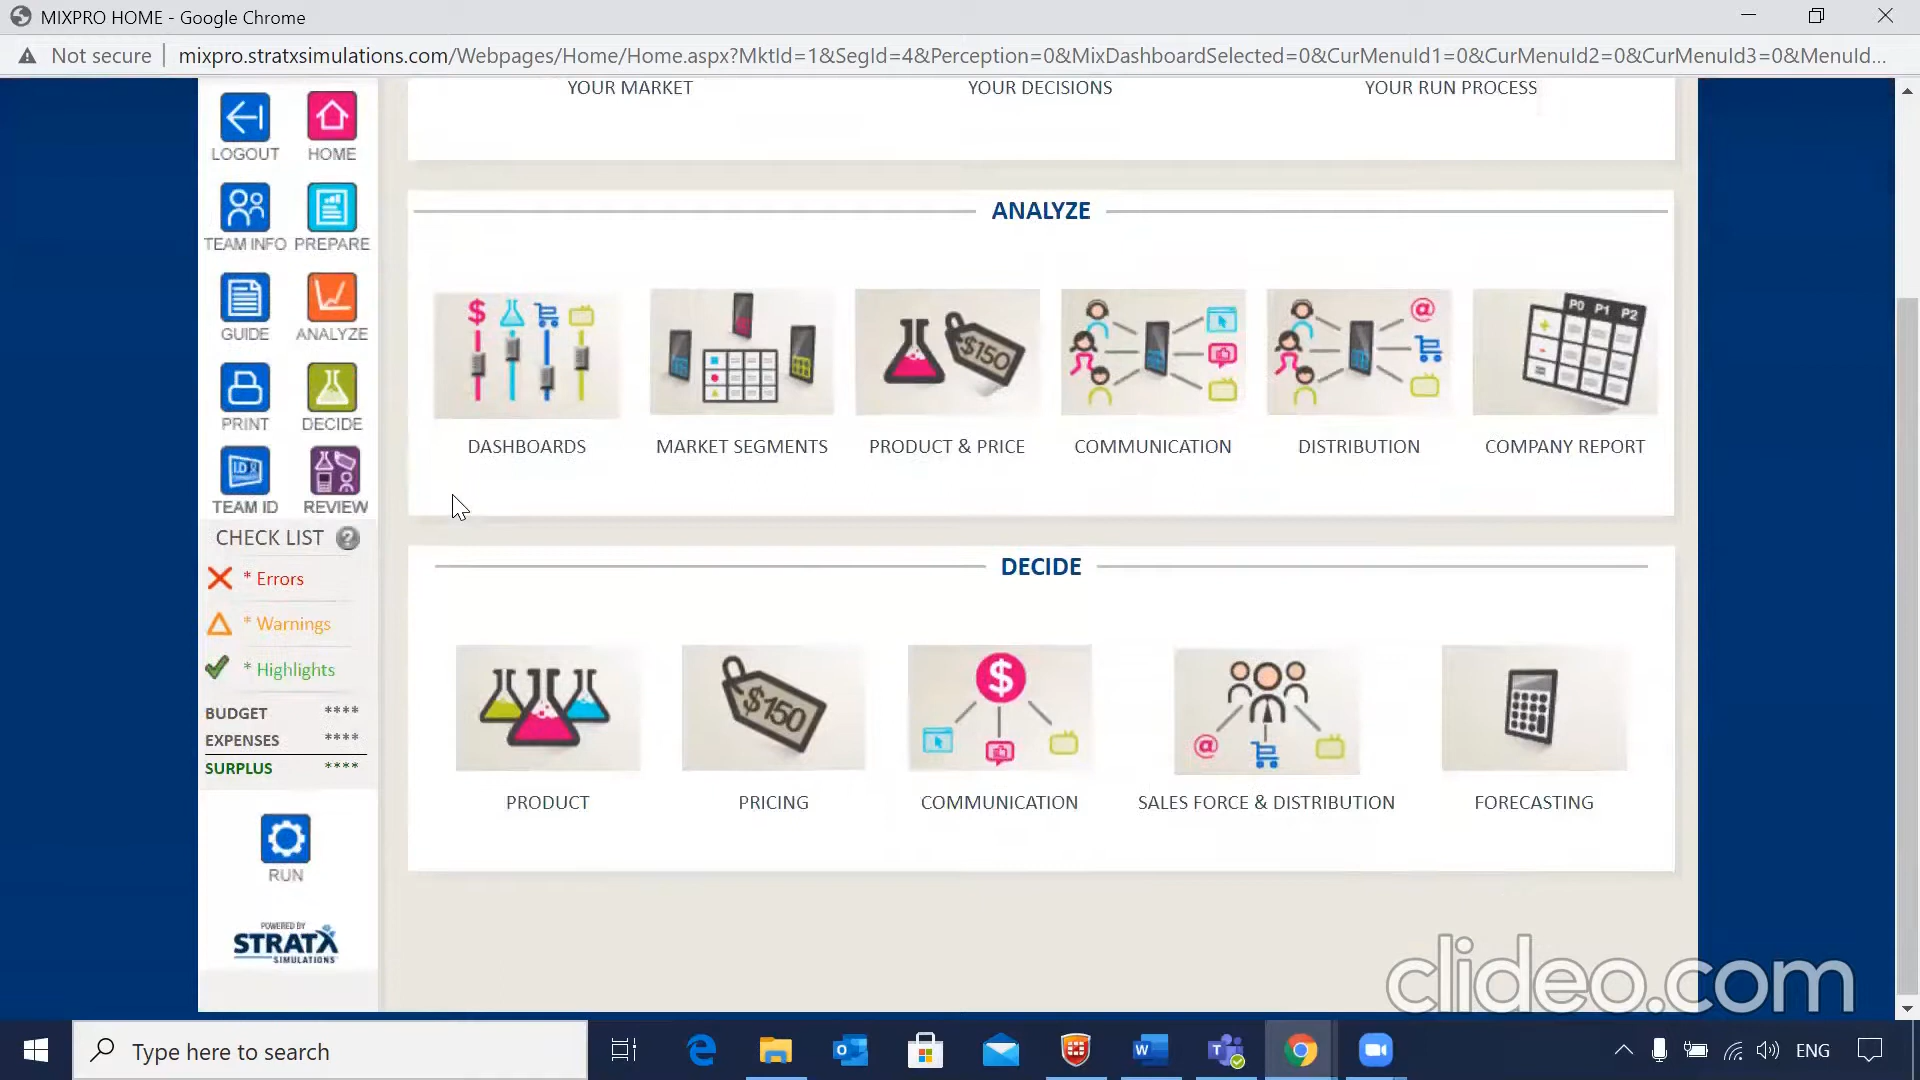 MIXPRO HOME - Google Chrome
Not secure
mixpro.stratxsimulations.com/Webpages/Home/Home.aspx?MktId=1&SegId=4&Perception=0&MixDashboardSelected=0&CurMenuId1=0&CurMenuId2=0&CurMenuId3=0&MenuId...
YOUR MARKET
YOUR DECISIONS
YOUR RUN PROCESS
LOGOUT
HOME
TEAM INFO
PREPARE
GUIDE
ANALYZE
PRINT
DECIDE
TEAM ID
REVIEW
CHECK LIST ?
* Errors
* Warnings
* Highlights
BUDGET ****
EXPENSES ****
SURPLUS ****
RUN
POWERED BY
STRATX
SIMULATIONS
ANALYZE
$
$150
@
P0 P1 P2
DASHBOARDS
MARKET SEGMENTS
PRODUCT & PRICE
COMMUNICATION
DISTRIBUTION
COMPANY REPORT
DECIDE
$150
$
@
PRODUCT
PRICING
COMMUNICATION
SALES FORCE & DISTRIBUTION
FORECASTING
clideo.com
Type here to search
ENG